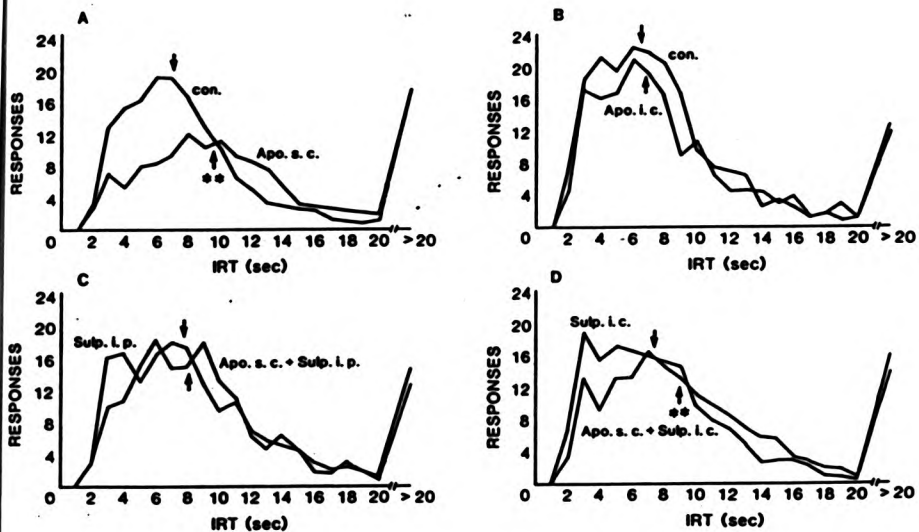 A
RESPONSES
24
20
16
12
8
4
0
con.
Apo. s. c.
**
2 4 6 8 10 12 14 16 18 20 > 20
IRT (sec)
B
RESPONSES
24
20
16
12
8
4
0
con.
Apo. i. c.
2 4 6 8 10 12 14 16 18 20 > 20
IRT (sec)
C
RESPONSES
24
20
16
12
8
4
0
Sulp. i. p.
Apo. s. c. + Sulp. i. p.
2 4 6 8 10 12 14 16 18 20 > 20
IRT (sec)
D
RESPONSES
24
20
16
12
8
4
0
Sulp. i. c.
**
Apo. s. c. + Sulp. i. c.
2 4 6 8 10 12 14 16 18 20 > 20
IRT (sec)